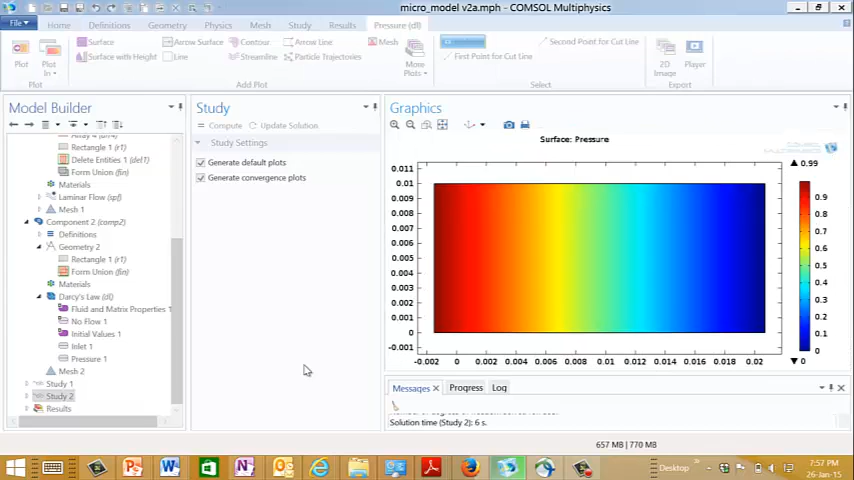 micro_model v2a.mph - COMSOL Multiphysics
File Home Definitions Geometry Physics Mesh Study Results Pressure (dl)
Plot
Plot In
Surface
Surface with Height
Arrow Surface
Line
Contour
Streamline
Arrow Line
Particle Trajectories
Mesh
More Plots
First Point for Cut Line
Second Point for Cut Line
2D Image
Player
Plot Add Plot Select Export
Model Builder
Rectangle 1 (r1)
Delete Entities 1 (del1)
Form Union (fin)
Materials
Laminar Flow (spf)
Mesh 1
Component 2 (comp2)
Definitions
Geometry 2
Rectangle 1 (r1)
Form Union (fin)
Materials
Darcy's Law (dl)
Fluid and Matrix Properties 1
No Flow 1
Initial Values 1
Inlet 1
Pressure 1
Mesh 2
Study 1
Study 2
Results
Study
Compute Update Solution
Study Settings
Generate default plots
Generate convergence plots
Graphics
Surface: Pressure
0.011
0.01
0.009
0.008
0.007
0.006
0.005
0.004
0.003
0.002
0.001
0
-0.001
-0.002 0 0.002 0.004 0.006 0.008 0.01 0.012 0.014 0.016 0.018 0.02
0.99
0.9
0.8
0.7
0.6
0.5
0.4
0.3
0.2
0.1
0
0
Messages Progress Log
Solution time (Study 2): 6 s.
657 MB | 770 MB
Desktop
7:57 PM
26-Jan-15